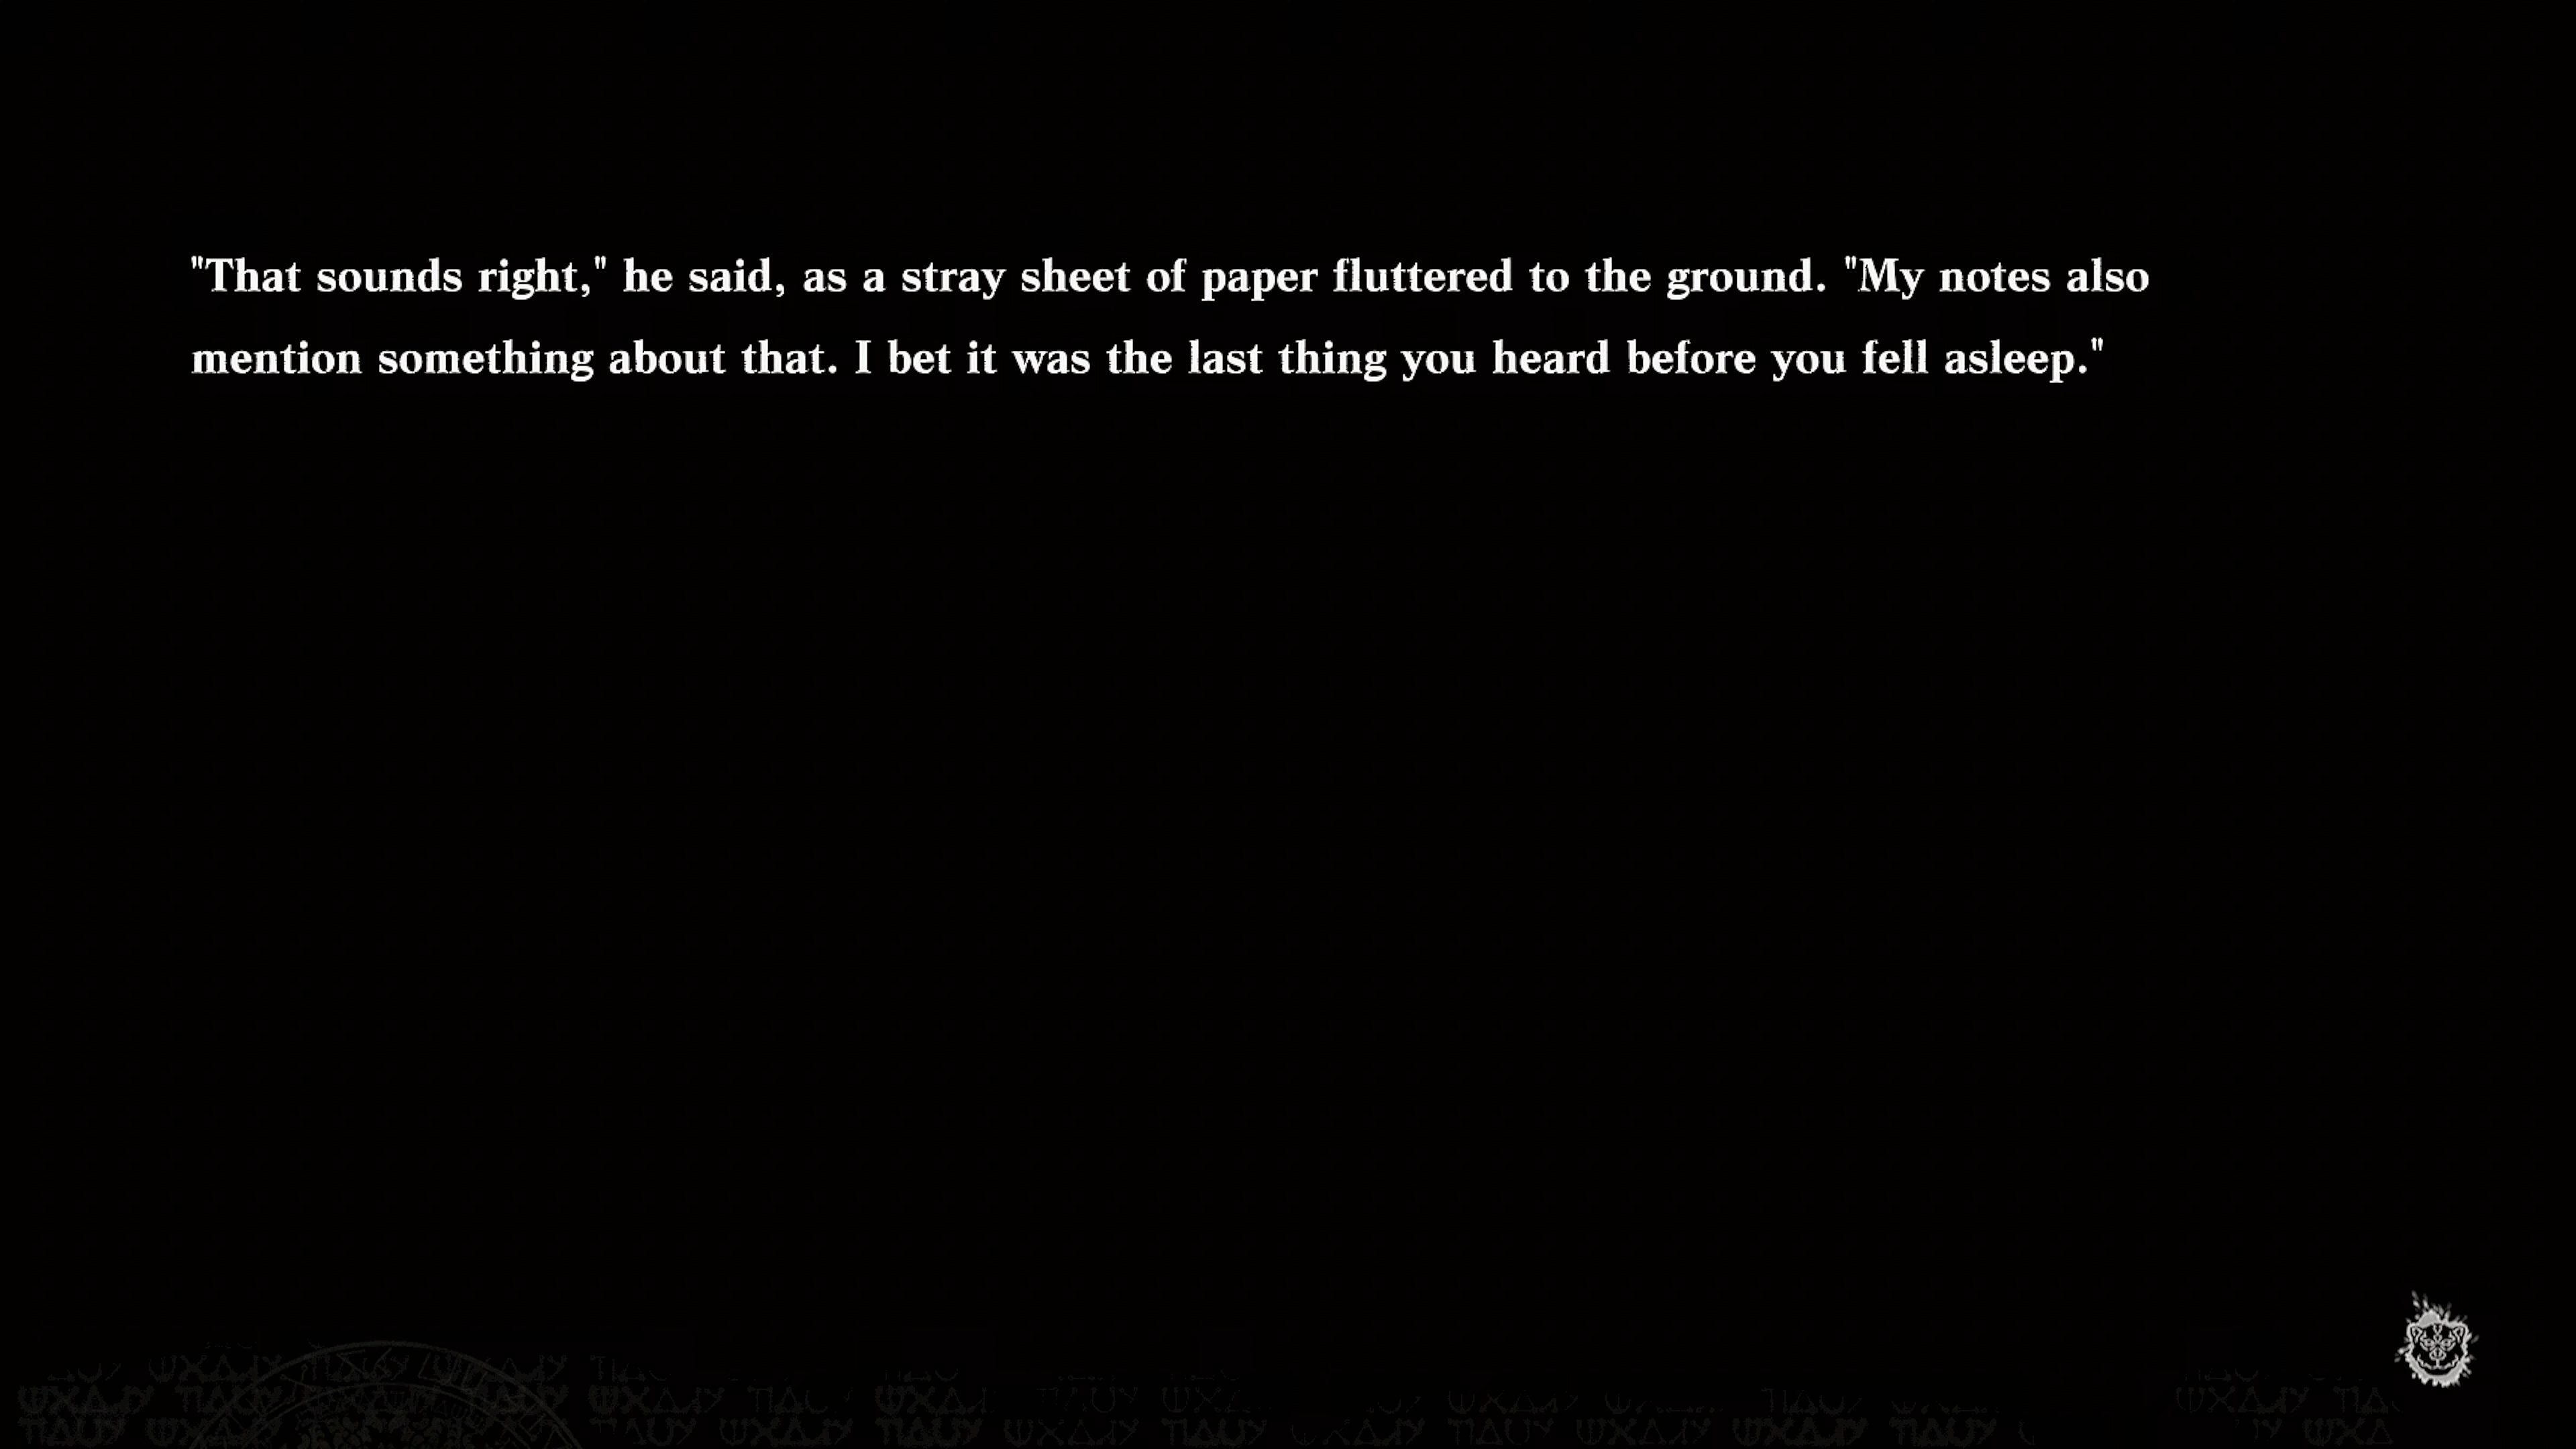 "That sounds right," he said, as a stray sheet of paper fluttered to the ground. "My notes also
mention something about that. I bet it was the last thing you heard before you fell asleep."